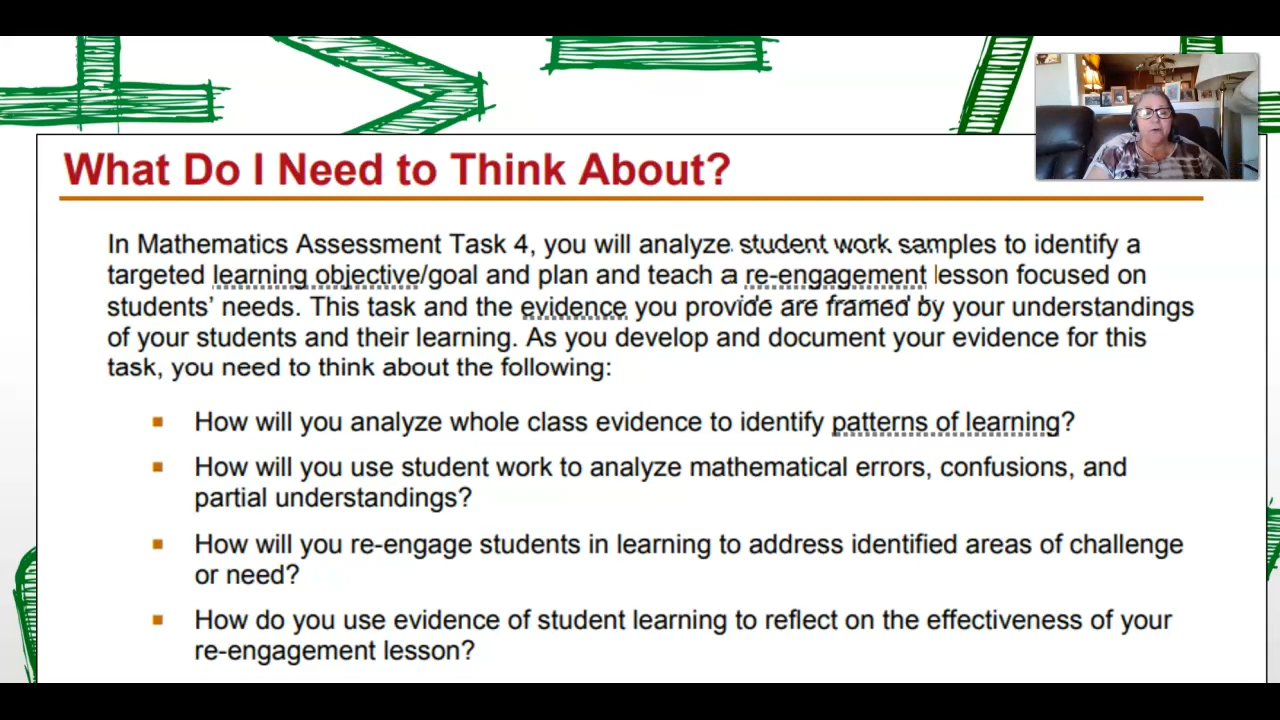 What Do I Need to Think About?
In Mathematics Assessment Task 4, you will analyze student work samples to identify a
targeted learning objective/goal and plan and teach a re-engagement lesson focused on
students' needs. This task and the evidence you provide are framed by your understandings
of your students and their learning. As you develop and document your evidence for this
task, you need to think about the following:
▪ How will you analyze whole class evidence to identify patterns of learning?
▪ How will you use student work to analyze mathematical errors, confusions, and
partial understandings?
▪ How will you re-engage students in learning to address identified areas of challenge
or need?
▪ How do you use evidence of student learning to reflect on the effectiveness of your
re-engagement lesson?